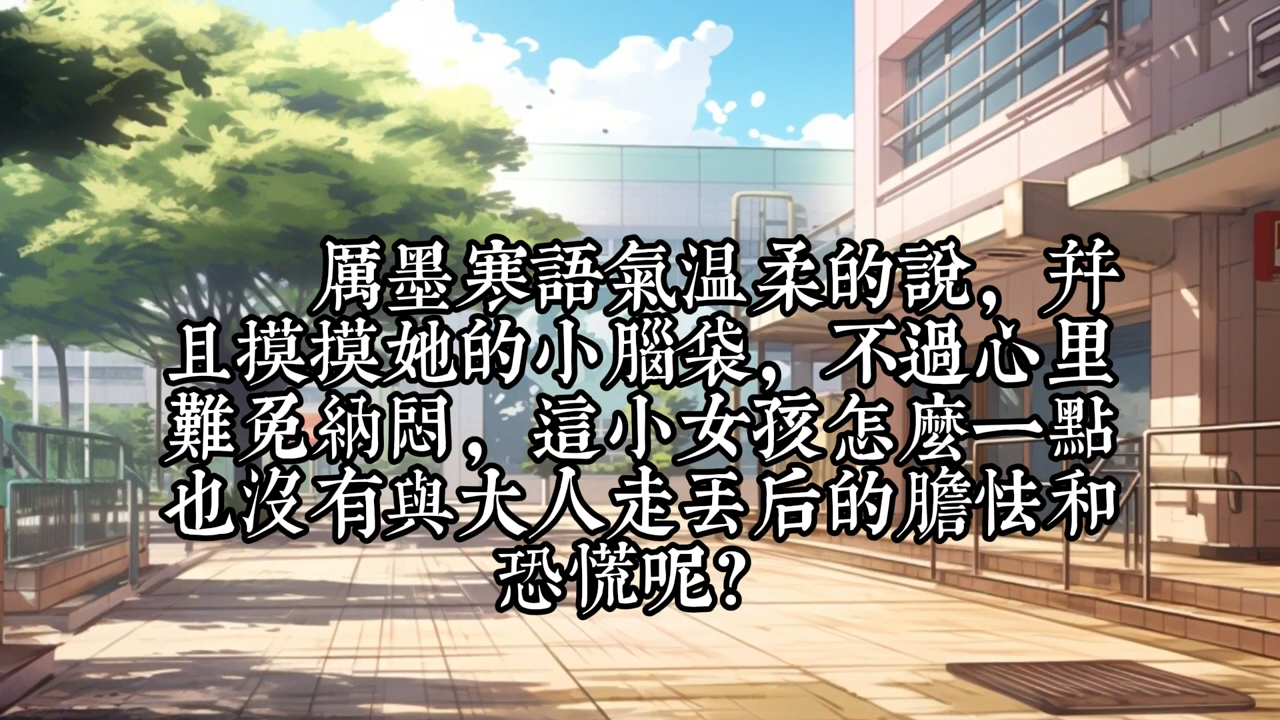 厲墨寒語氣温柔的說，幷
且摸摸她的小腦袋，不過心里
難免納悶，這小女孩怎麼一點
也沒有與大人走丟后的膽怯和
恐慌呢？